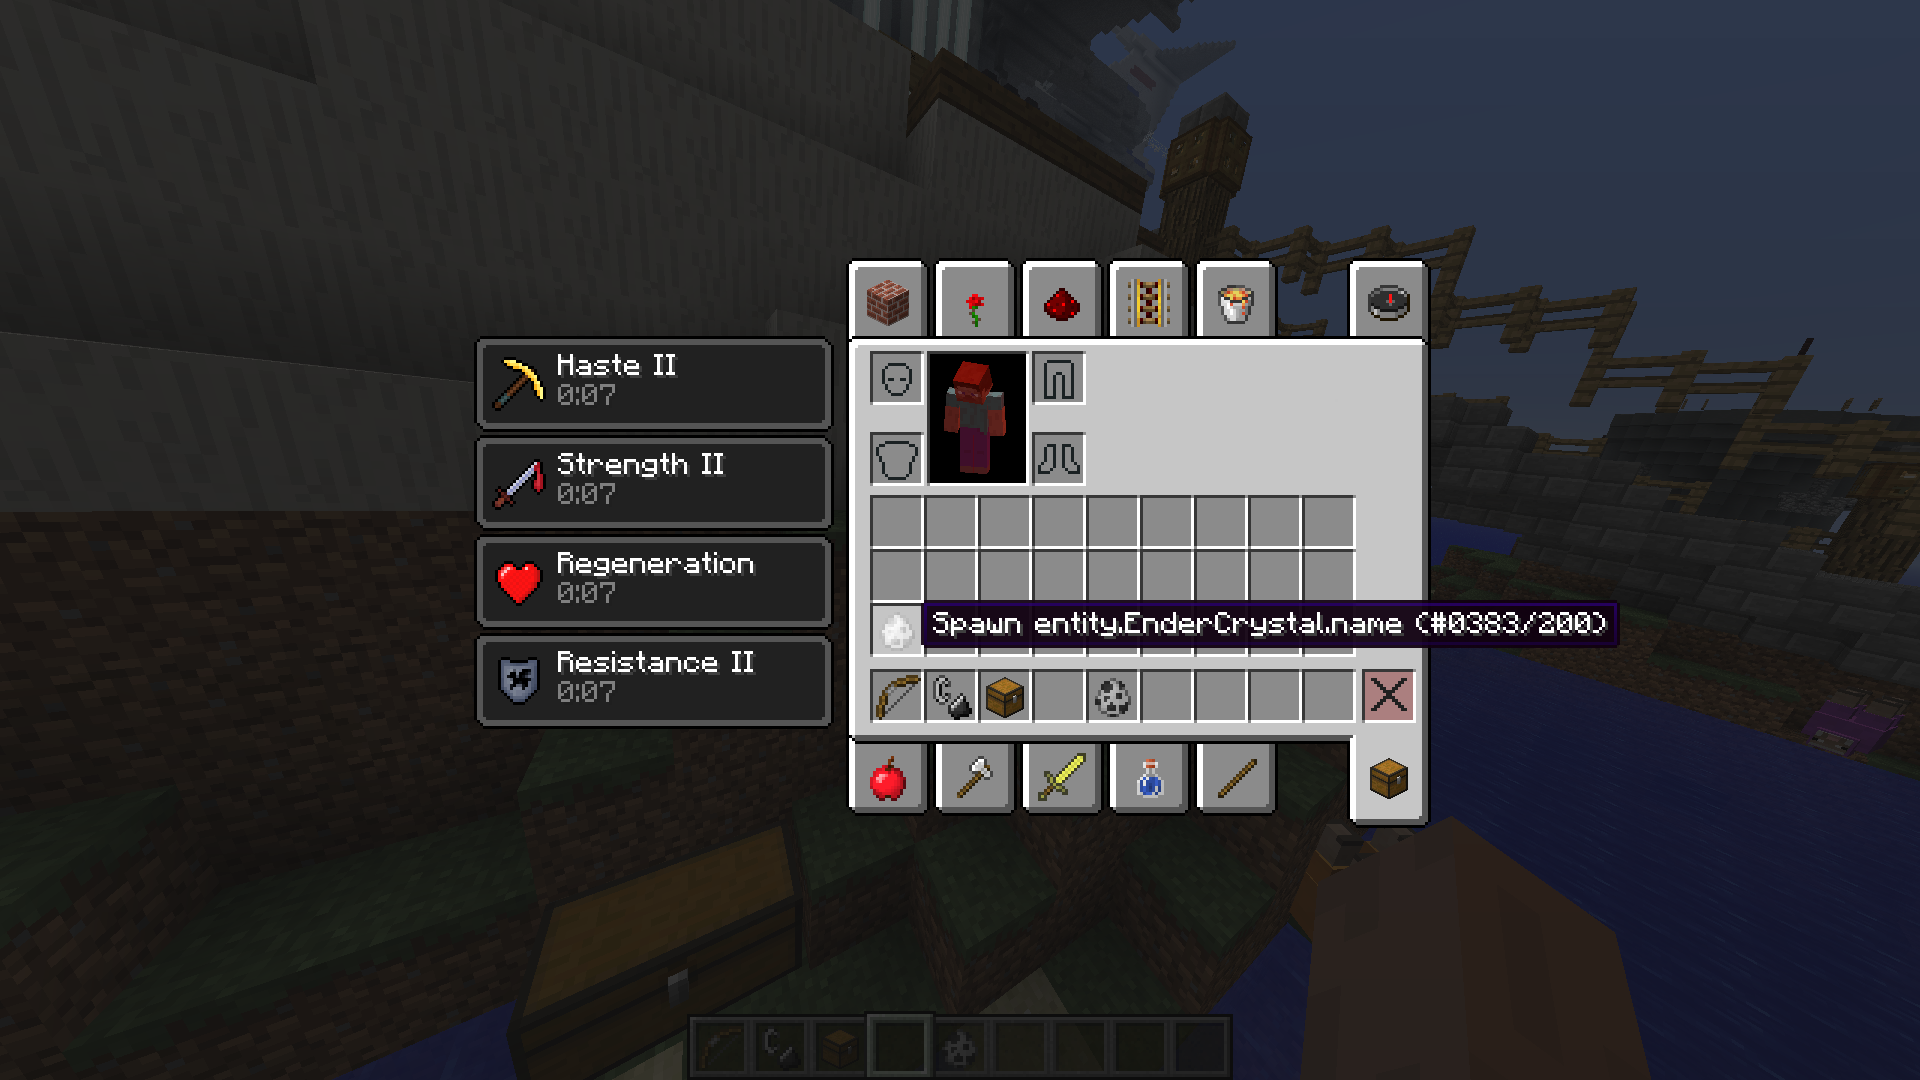 Haste II
0:07
Strength II
0:07
Regeneration
0:07
Resistance II
0:07
Spawn entity.EnderCrystal.name (#0383/200)